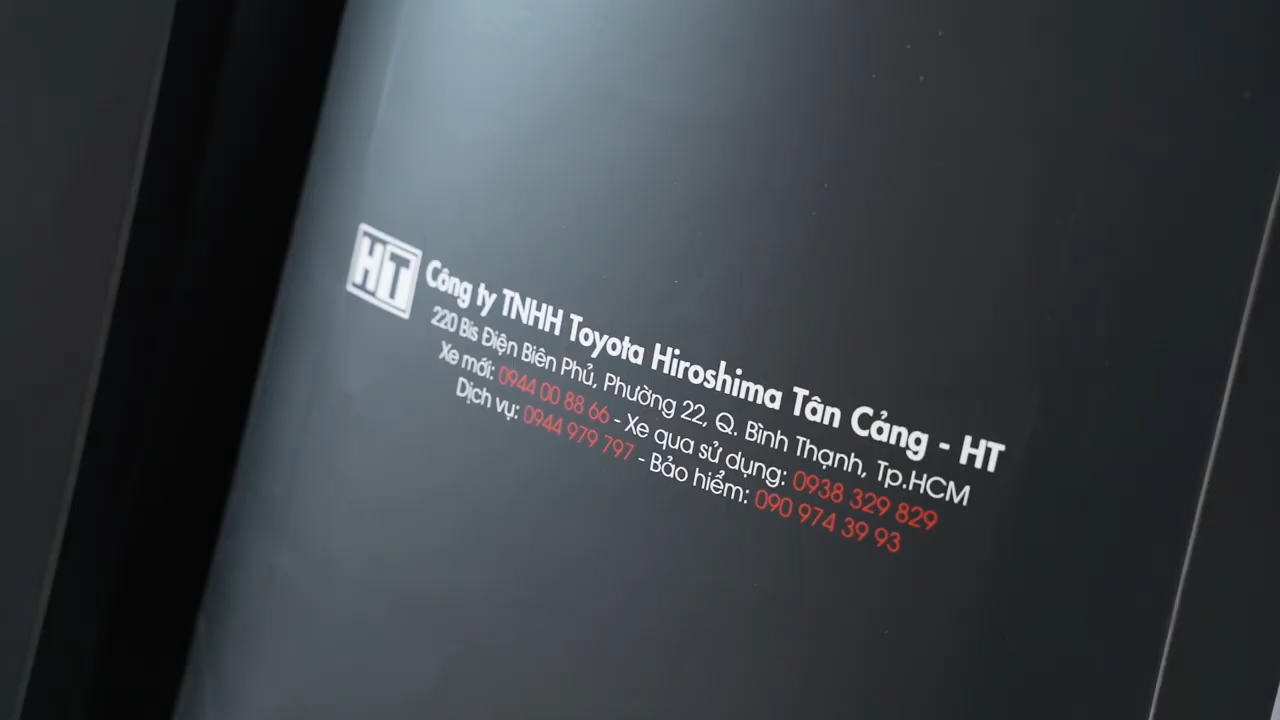 HT
Công ty TNHH Toyota Hiroshima Tân Cảng - HT
220 Bis Điện Biên Phủ, Phường 22, Q. Bình Thạnh, Tp.HCM
Xe mới: 0944 00 88 66 - Xe qua sử dụng: 0938 329 829
Dịch vụ: 0944 979 797 - Bảo hiểm: 090 974 39 93